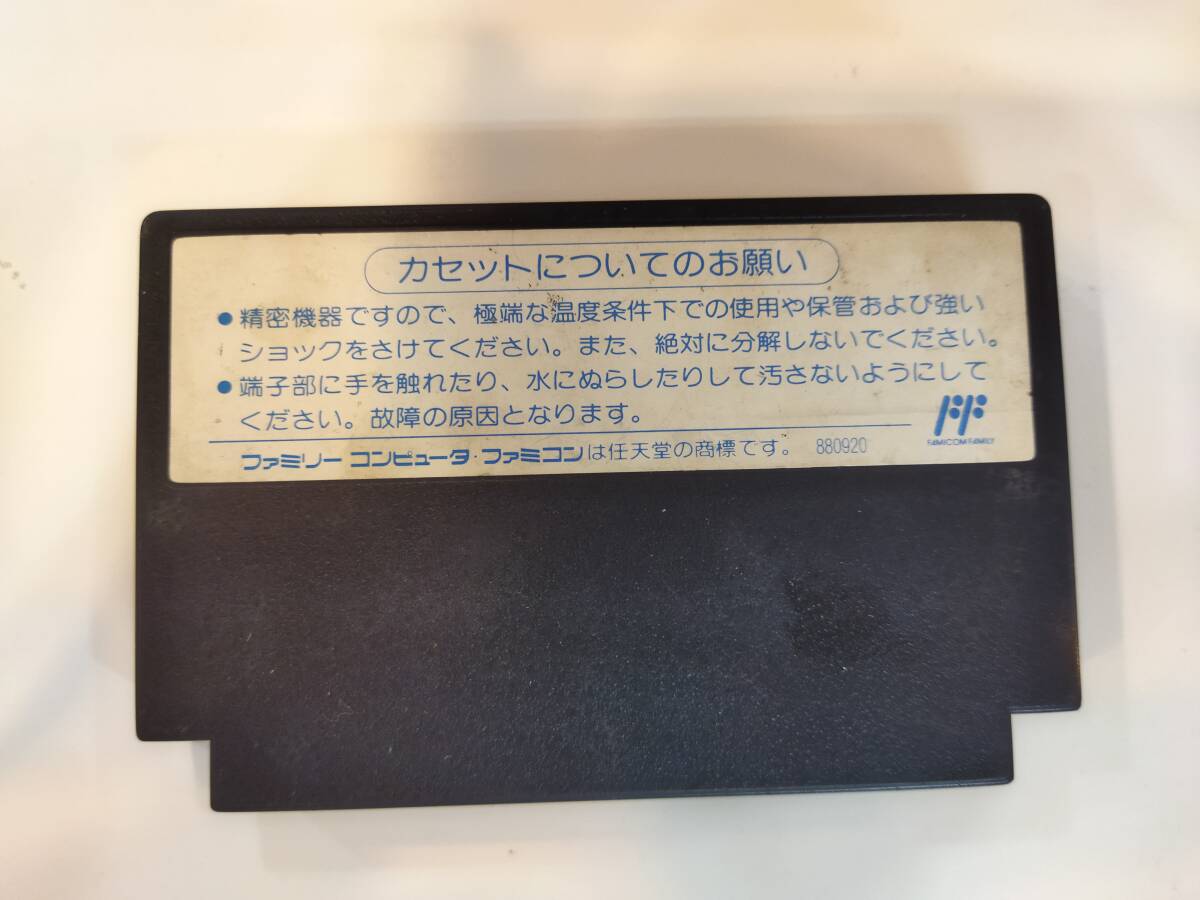 カセットについてのお願い
●精密機器ですので、極端な温度条件下での使用や保管および強い
ショックをさけてください。また、絶対に分解しないでください。
●端子部に手を触れたり、水にぬらしたりして汚さないようにして
ください。故障の原因となります。
FAMICOM FAMILY
ファミリー コンピュータ・ファミコンは任天堂の商標です。 880920